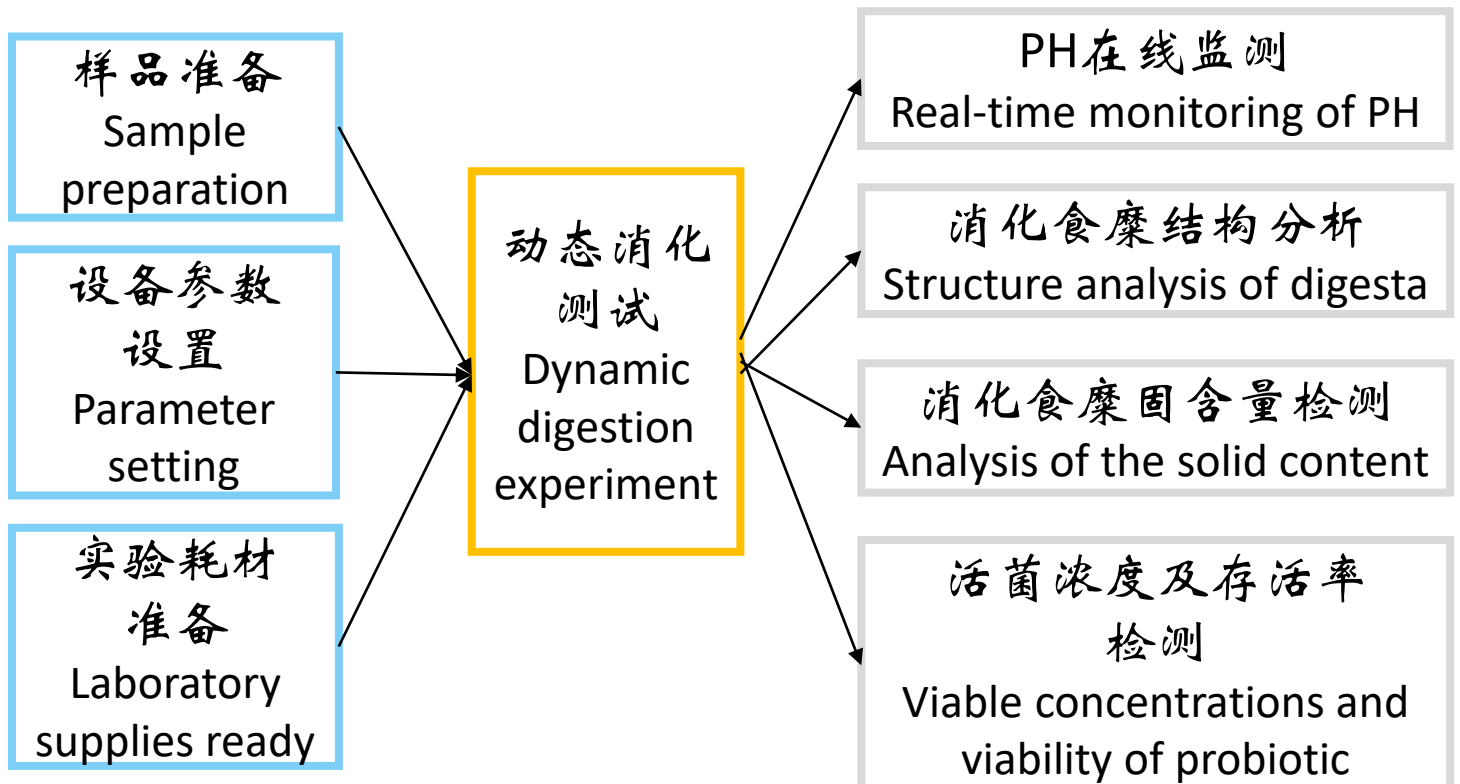 样品准备
Sample
preparation
设备参数
设置
Parameter
setting
实验耗材
准备
Laboratory
supplies ready
动态消化
测试
Dynamic
digestion
experiment
PH在线监测
Real-time monitoring of PH
消化食糜结构分析
Structure analysis of digesta
消化食糜固含量检测
Analysis of the solid content
活菌浓度及存活率
检测
Viable concentrations and
viability of probiotic